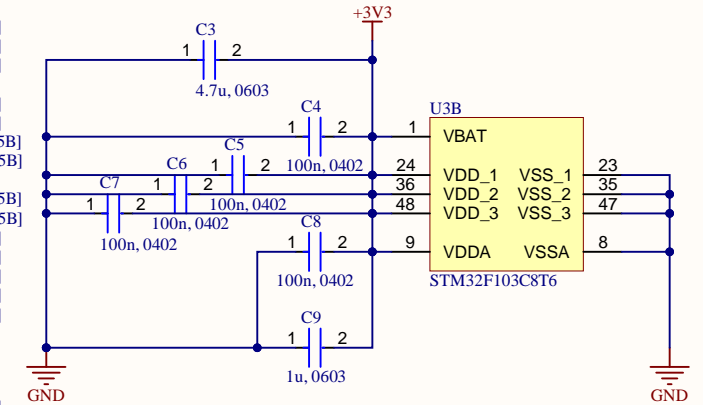 +3V3
C3
1 2
4.7u, 0603
C4
1 2
100n, 0402
C5
1 2
100n, 0402
C6
1 2
100n, 0402
C7
1 2
100n, 0402
C8
1 2
100n, 0402
C9
1 2
1u, 0603
5B]
5B]
5B]
5B]
U3B
1 VBAT
24 VDD_1 VSS_1 23
36 VDD_2 VSS_2 35
48 VDD_3 VSS_3 47
9 VDDA VSSA 8
STM32F103C8T6
GND
GND